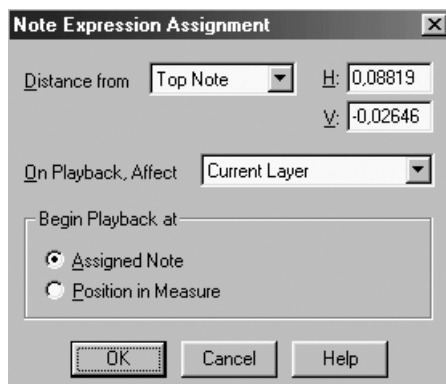 Note Expression Assignment
Distance from Top Note H: 0,08819
V: -0,02646
On Playback, Affect Current Layer
Begin Playback at
Assigned Note
Position in Measure
OK Cancel Help